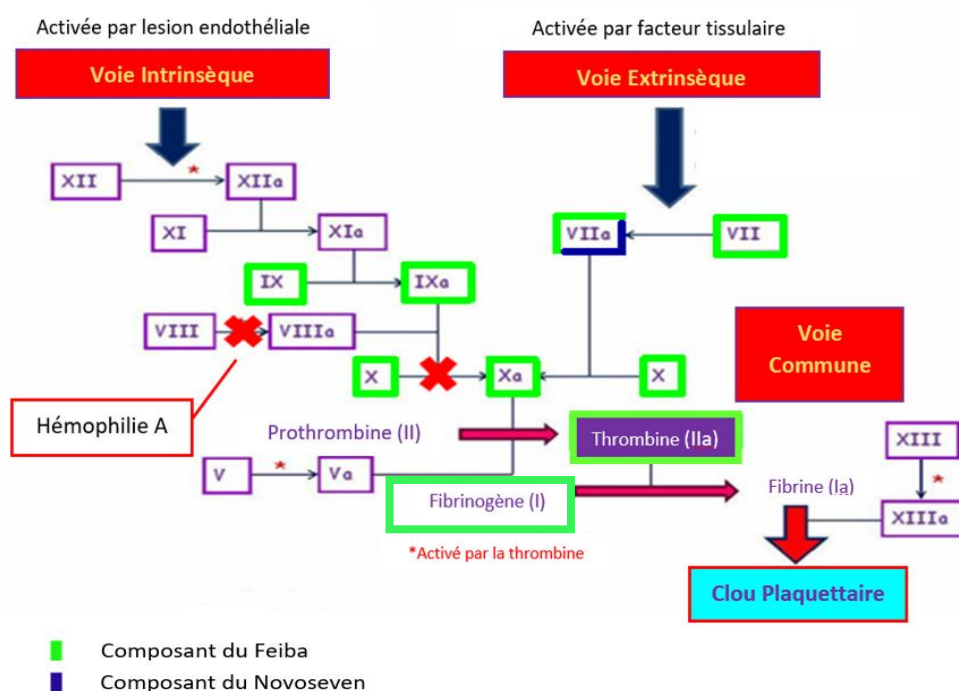 Activée par lesion endothéliale
Activée par facteur tissulaire
Voie Intrinsèque
Voie Extrinsèque
*
XII
XIIa
XI
XIa
VIIa
VII
IX
IXa
VIII
VIIIa
Voie
Commune
X
Xa
X
Hémophilie A
Prothrombine (II)
Thrombine (IIa)
XIII
*
V
Va
Fibrinogène (I)
Fibrine (Ia)
*
XIIIa
*Activé par la thrombine
Clou Plaquettaire
Composant du Feiba
Composant du Novoseven